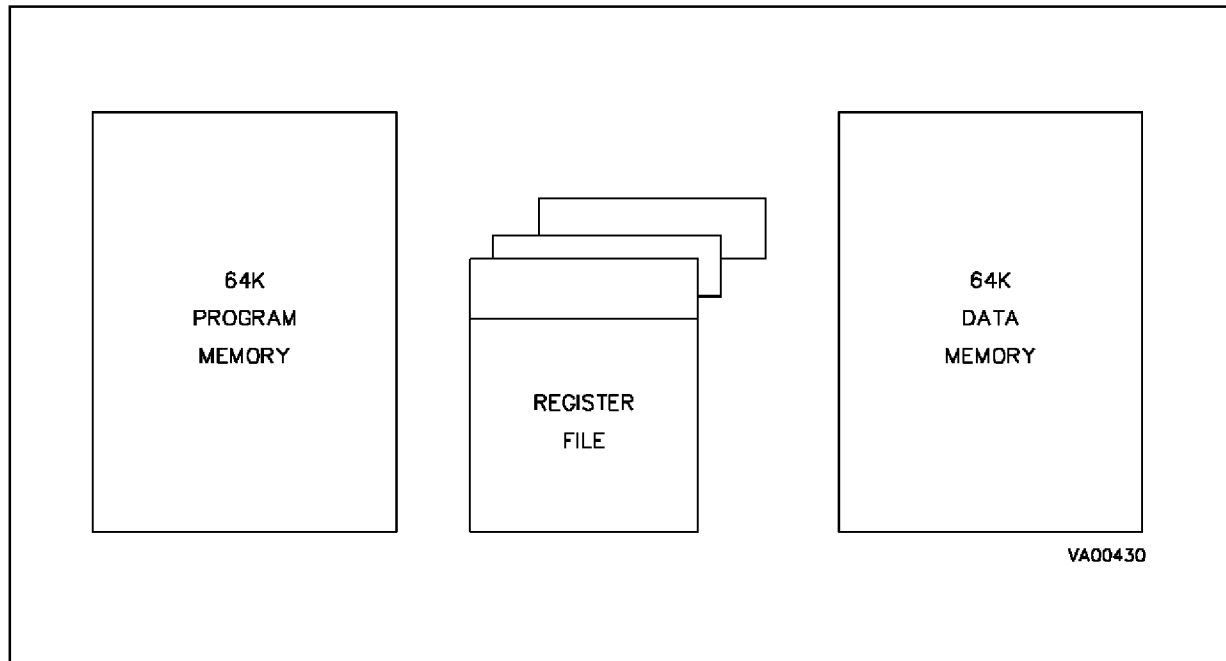 64K
PROGRAM
MEMORY
REGISTER
FILE
64K
DATA
MEMORY
VA00430